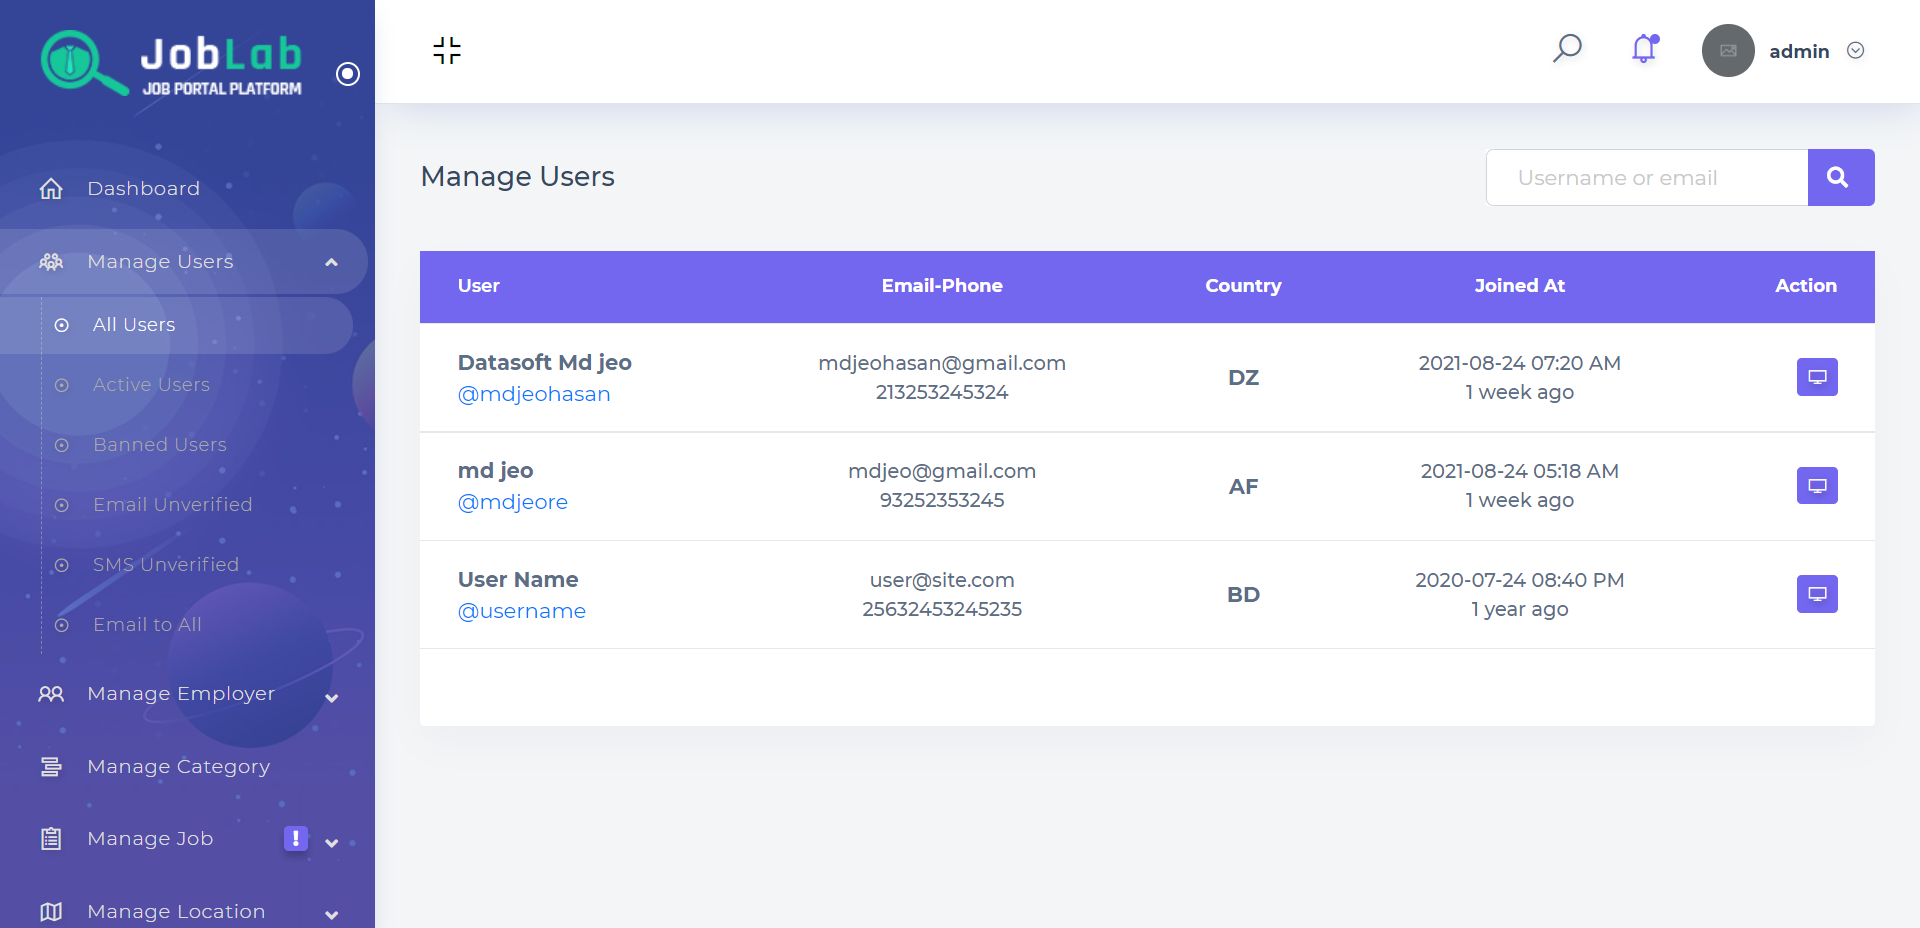 JobLab
JOB PORTAL PLATFORM
Dashboard
Manage Users
All Users
Active Users
Banned Users
Email Unverified
SMS Unverified
Email to All
Manage Employer
Manage Category
Manage Job !
Manage Location
admin
Manage Users
Username or email
User Email-Phone Country Joined At Action
Datasoft Md jeo
@mdjeohasan
mdjeohasan@gmail.com
213253245324
DZ
2021-08-24 07:20 AM
1 week ago
md jeo
@mdjeore
mdjeo@gmail.com
93252353245
AF
2021-08-24 05:18 AM
1 week ago
User Name
@username
user@site.com
25632453245235
BD
2020-07-24 08:40 PM
1 year ago